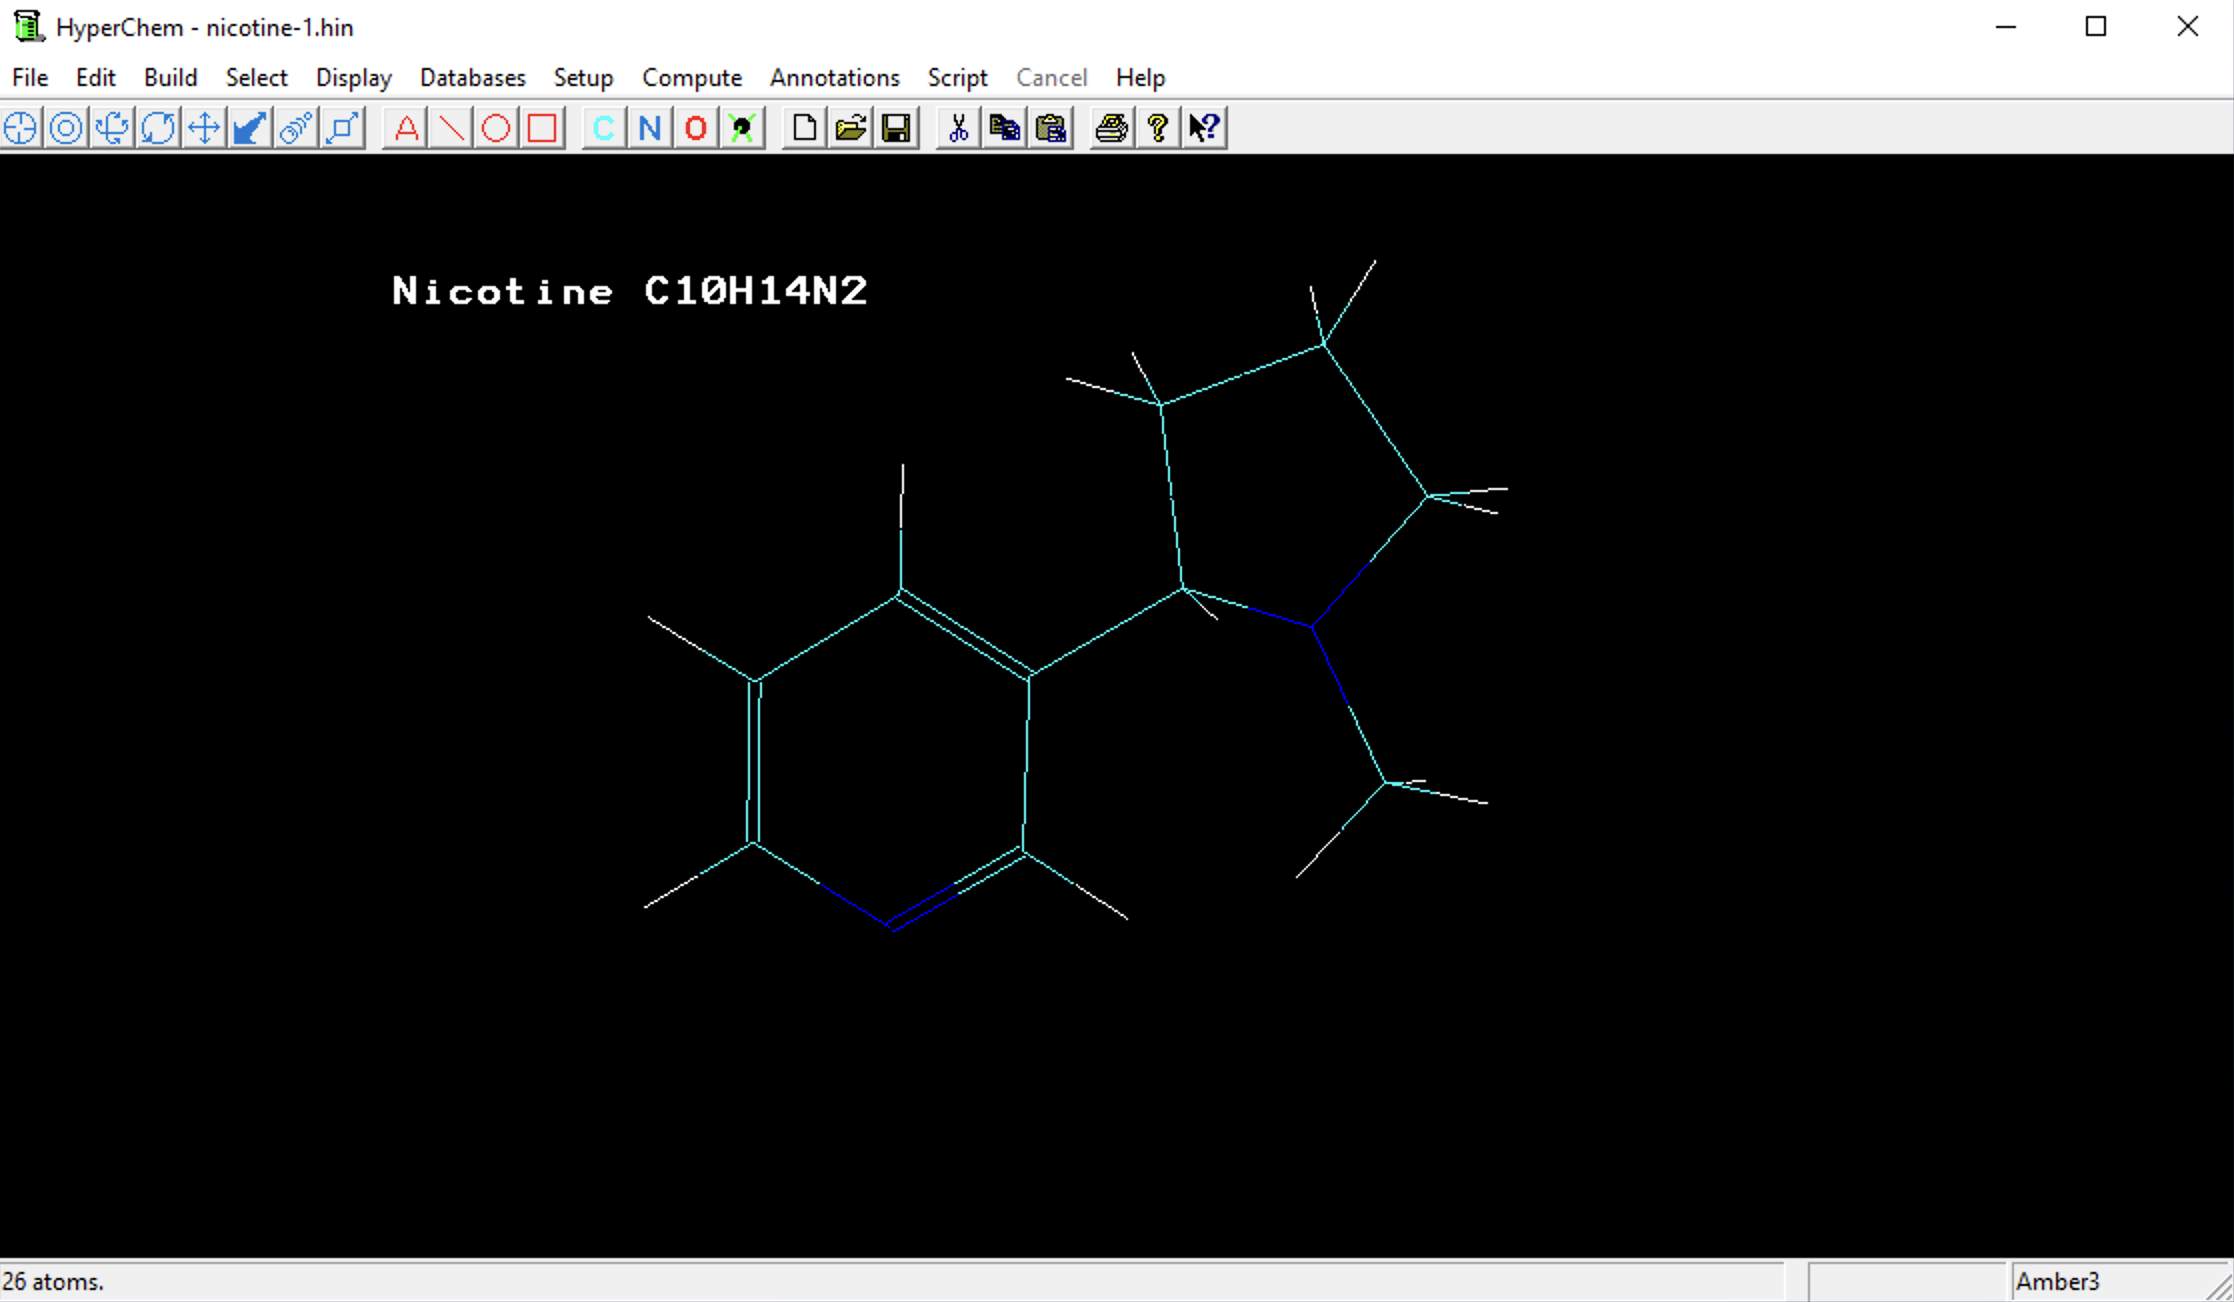 HyperChem - nicotine-1.hin
File Edit Build Select Display Databases Setup Compute Annotations Script Cancel Help
A C N O ? ?
Nicotine C10H14N2
26 atoms.
Amber3